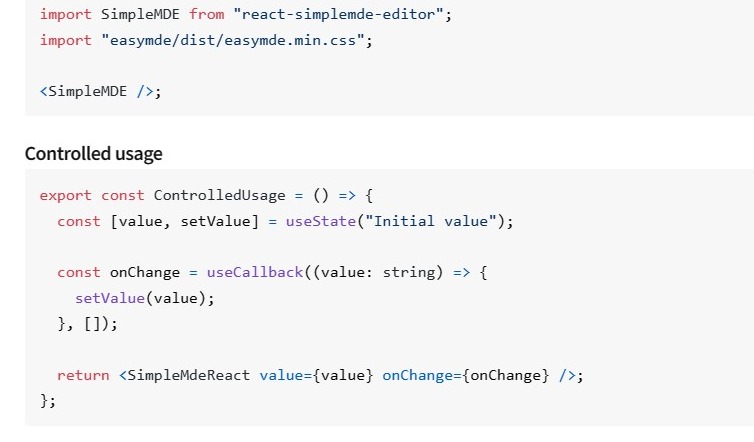 import SimpleMDE from "react-simplemde-editor";
import "easymde/dist/easymde.min.css";
<SimpleMDE />;
Controlled usage
export const ControlledUsage = () => {
const [value, setValue] = useState("Initial value");
const onChange = useCallback((value: string) => {
setValue(value);
}, []);
return <SimpleMdeReact value={value} onChange={onChange} />;
};